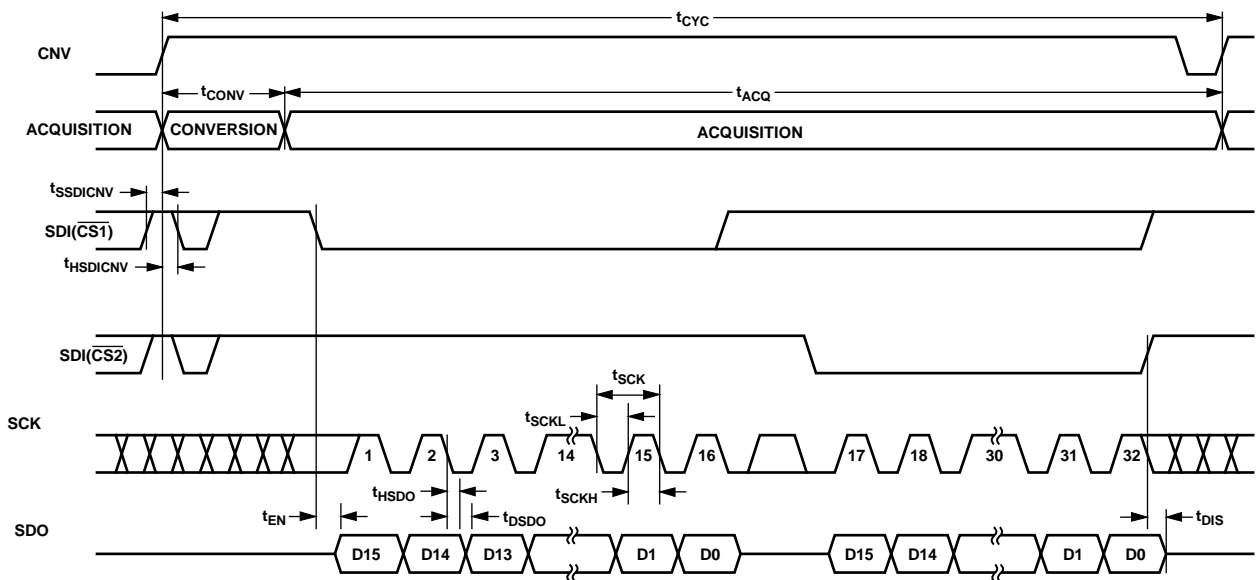 tCYC
CNV
tCONV
tACQ
ACQUISITION
CONVERSION
ACQUISITION
tSSDICNV
SDI(CS1)
tHSDICNV
SDI(CS2)
tSCK
tSCKL
SCK
1 2 3 14 15 16 17 18 30 31 32
tHSDO
tSCKH
tEN
tDSDO
tDIS
SDO
D15 D14 D13 D1 D0 D15 D14 D1 D0